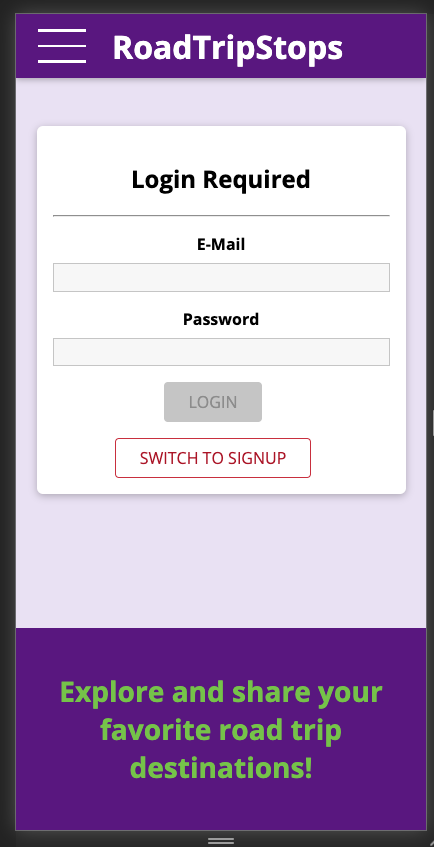 RoadTripStops
Login Required
E-Mail
Password
LOGIN
SWITCH TO SIGNUP
Explore and share your
favorite road trip
destinations!